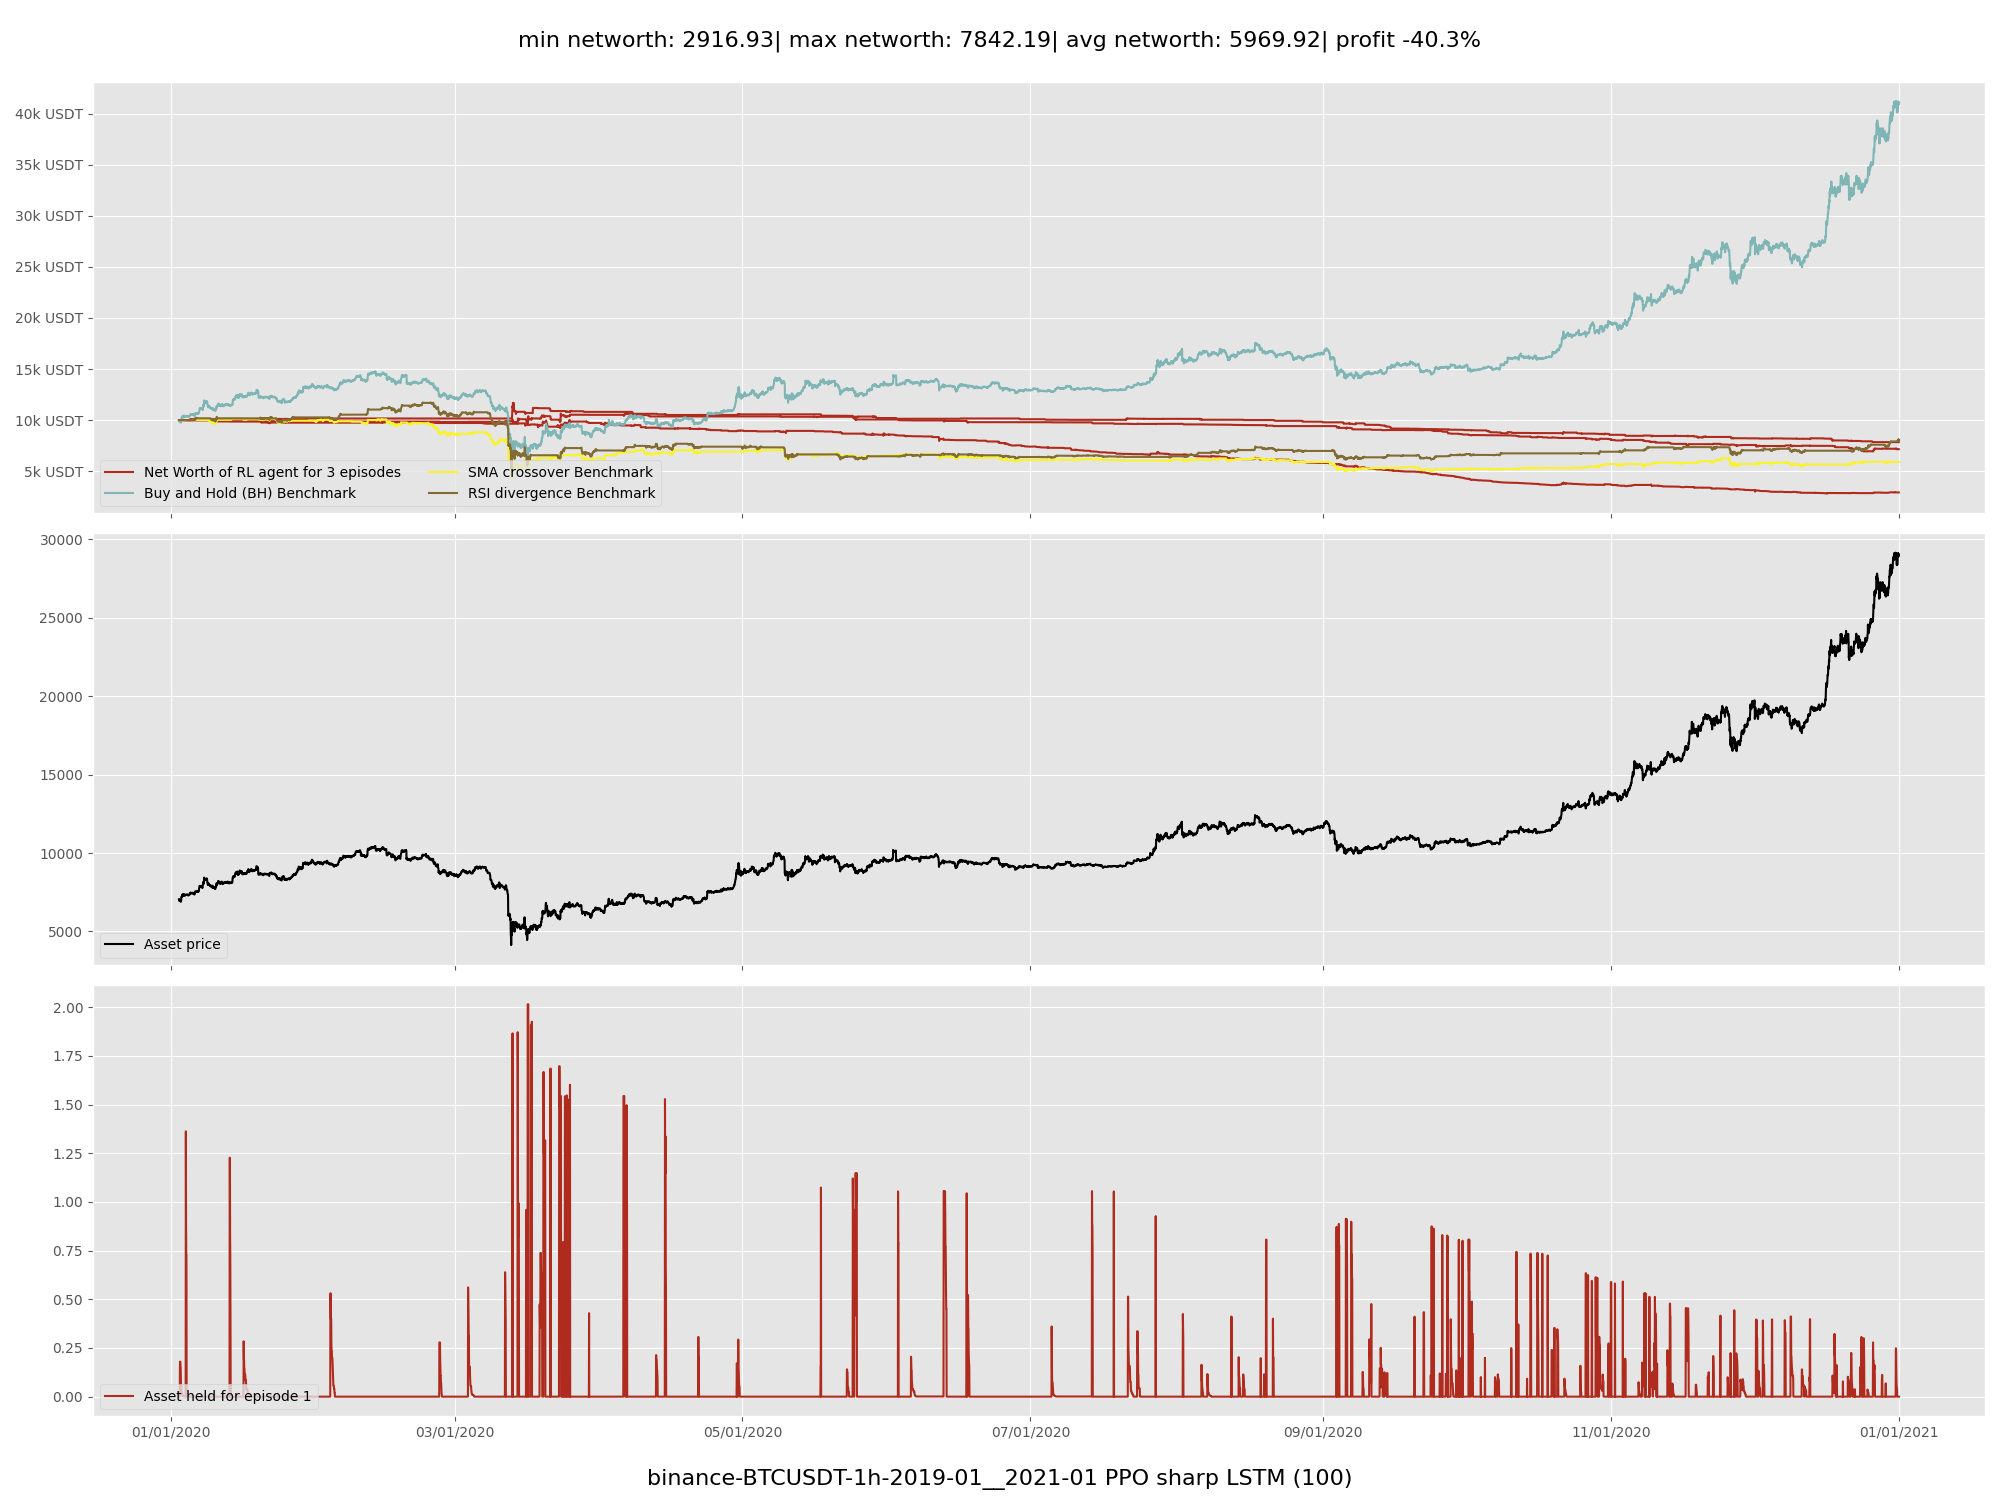 min networth: 2916.93| max networth: 7842.19| avg networth: 5969.92| profit -40.3%
40k USDT
35k USDT
30k USDT
25k USDT
20k USDT
15k USDT
10k USDT
5k USDT
Net Worth of RL agent for 3 episodes
Buy and Hold (BH) Benchmark
SMA crossover Benchmark
RSI divergence Benchmark
30000
25000
20000
15000
10000
5000
Asset price
2.00
1.75
1.50
1.25
1.00
0.75
0.50
0.25
0.00
Asset held for episode 1
01/01/2020 03/01/2020 05/01/2020 07/01/2020 09/01/2020 11/01/2020 01/01/2021
binance-BTCUSDT-1h-2019-01__2021-01 PPO sharp LSTM (100)